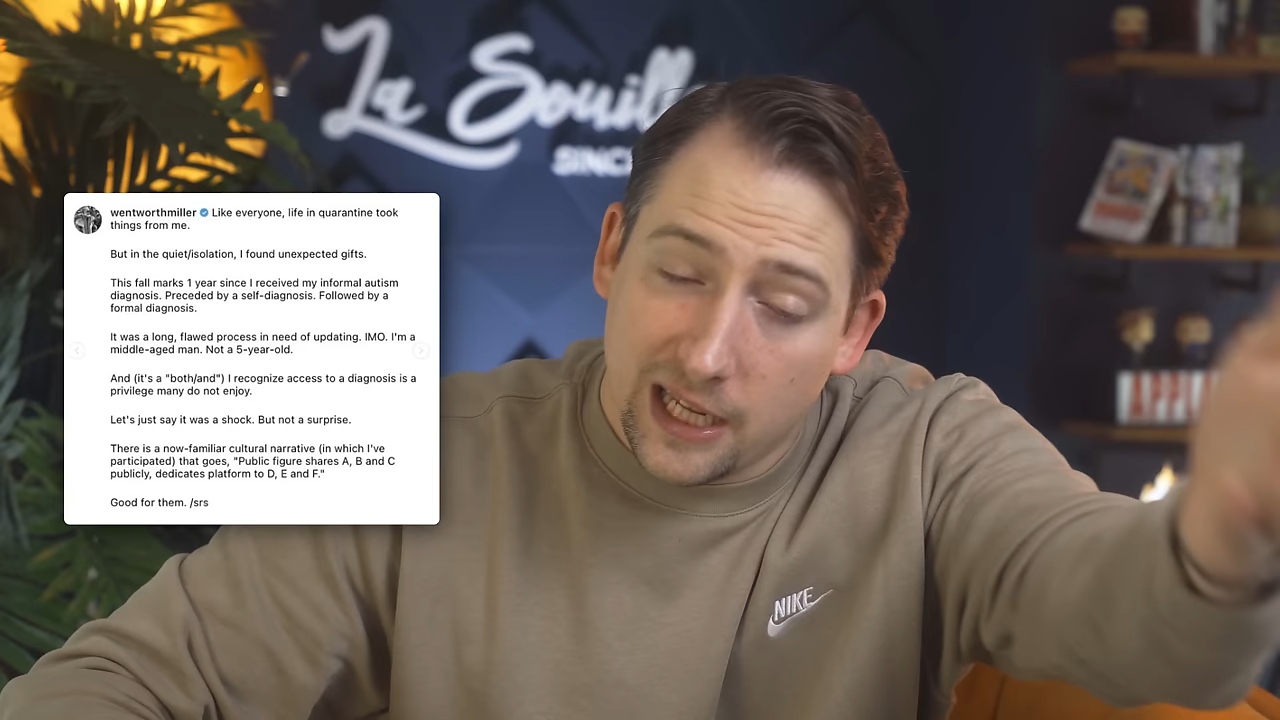 La
SINCE
wentworthmiller Like everyone, life in quarantine took
things from me.
But in the quiet/isolation, I found unexpected gifts.
This fall marks 1 year since I received my informal autism
diagnosis. Preceded by a self-diagnosis. Followed by a
formal diagnosis.
It was a long, flawed process in need of updating. IMO. I'm a
middle-aged man. Not a 5-year-old.
And (it's a "both/and") I recognize access to a diagnosis is a
privilege many do not enjoy.
Let's just say it was a shock. But not a surprise.
There is a now-familiar cultural narrative (in which I've
participated) that goes, "Public figure shares A, B and C
publicly, dedicates platform to D, E and F."
Good for them. /srs
NIKE